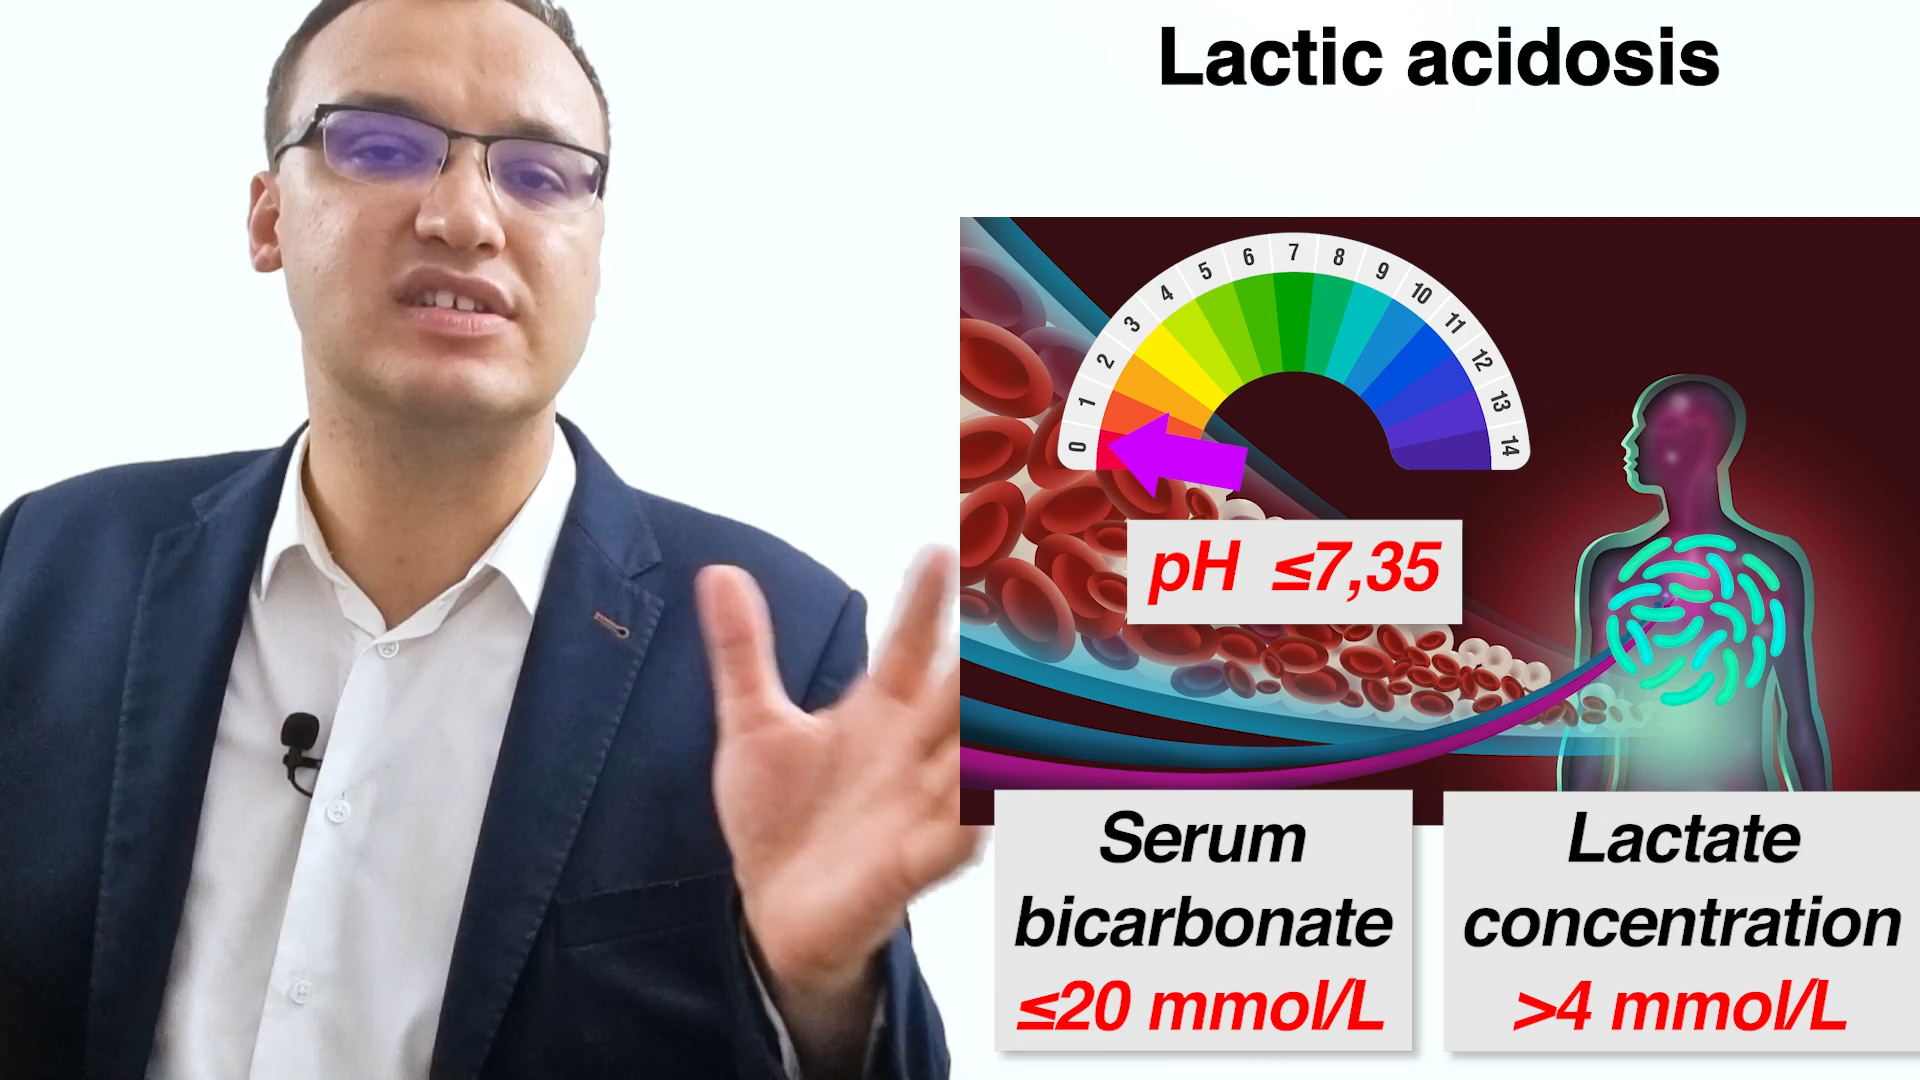 Lactic acidosis
0
1
2
3
4
5
6
7
8
9
10
11
12
13
14
pH ≤7,35
Serum
bicarbonate
≤20 mmol/L
Lactate
concentration
>4 mmol/L